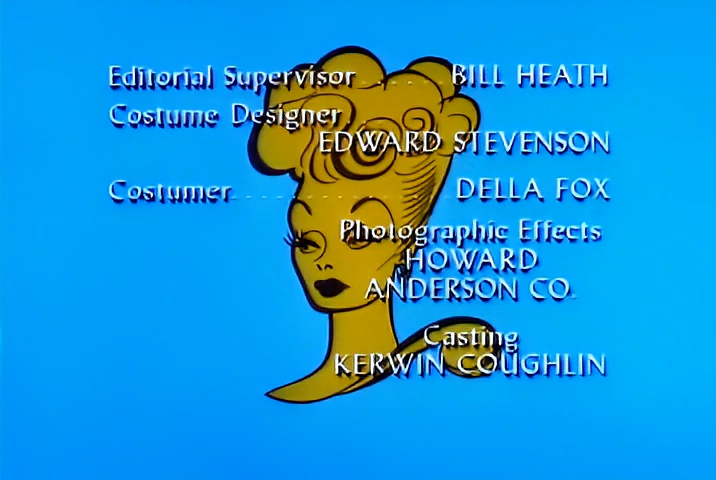 Editorial Supervisor . . . . . BILL HEATH
Costume Designer
EDWARD STEVENSON
Costumer . . . . . . . . . . . . . . . . . . . . DELLA FOX
Photographic Effects
HOWARD
ANDERSON CO.
Casting
KERWIN COUGHLIN